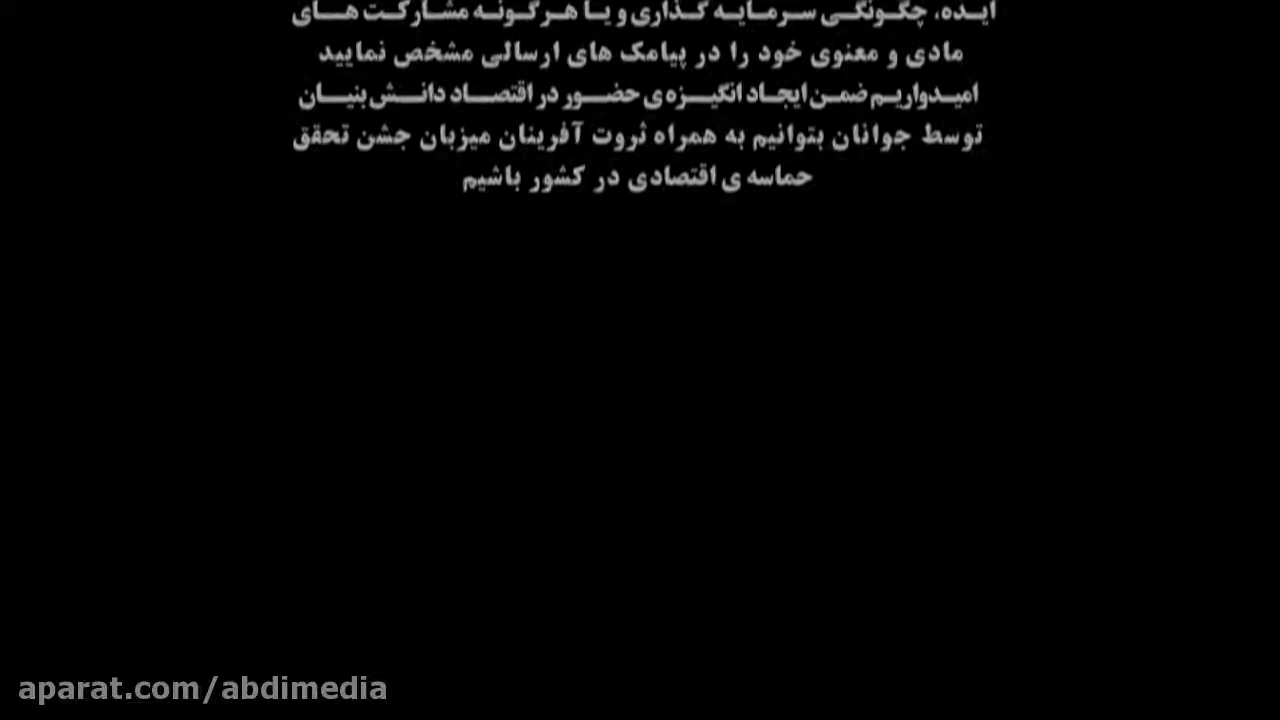 ایده، چگونگی سرمایه گذاری و یا هرگونه مشارکت های
مادی و معنوی خود را در پیامک های ارسالی مشخص نمایید
امیدواریم ضمن ایجاد انگیزه ی حضور در اقتصاد دانش بنیان
توسط جوانان بتوانیم به همراه ثروت آفرینان میزبان جشن تحقق
حماسه ی اقتصادی در کشور باشیم
aparat.com/abdimedia